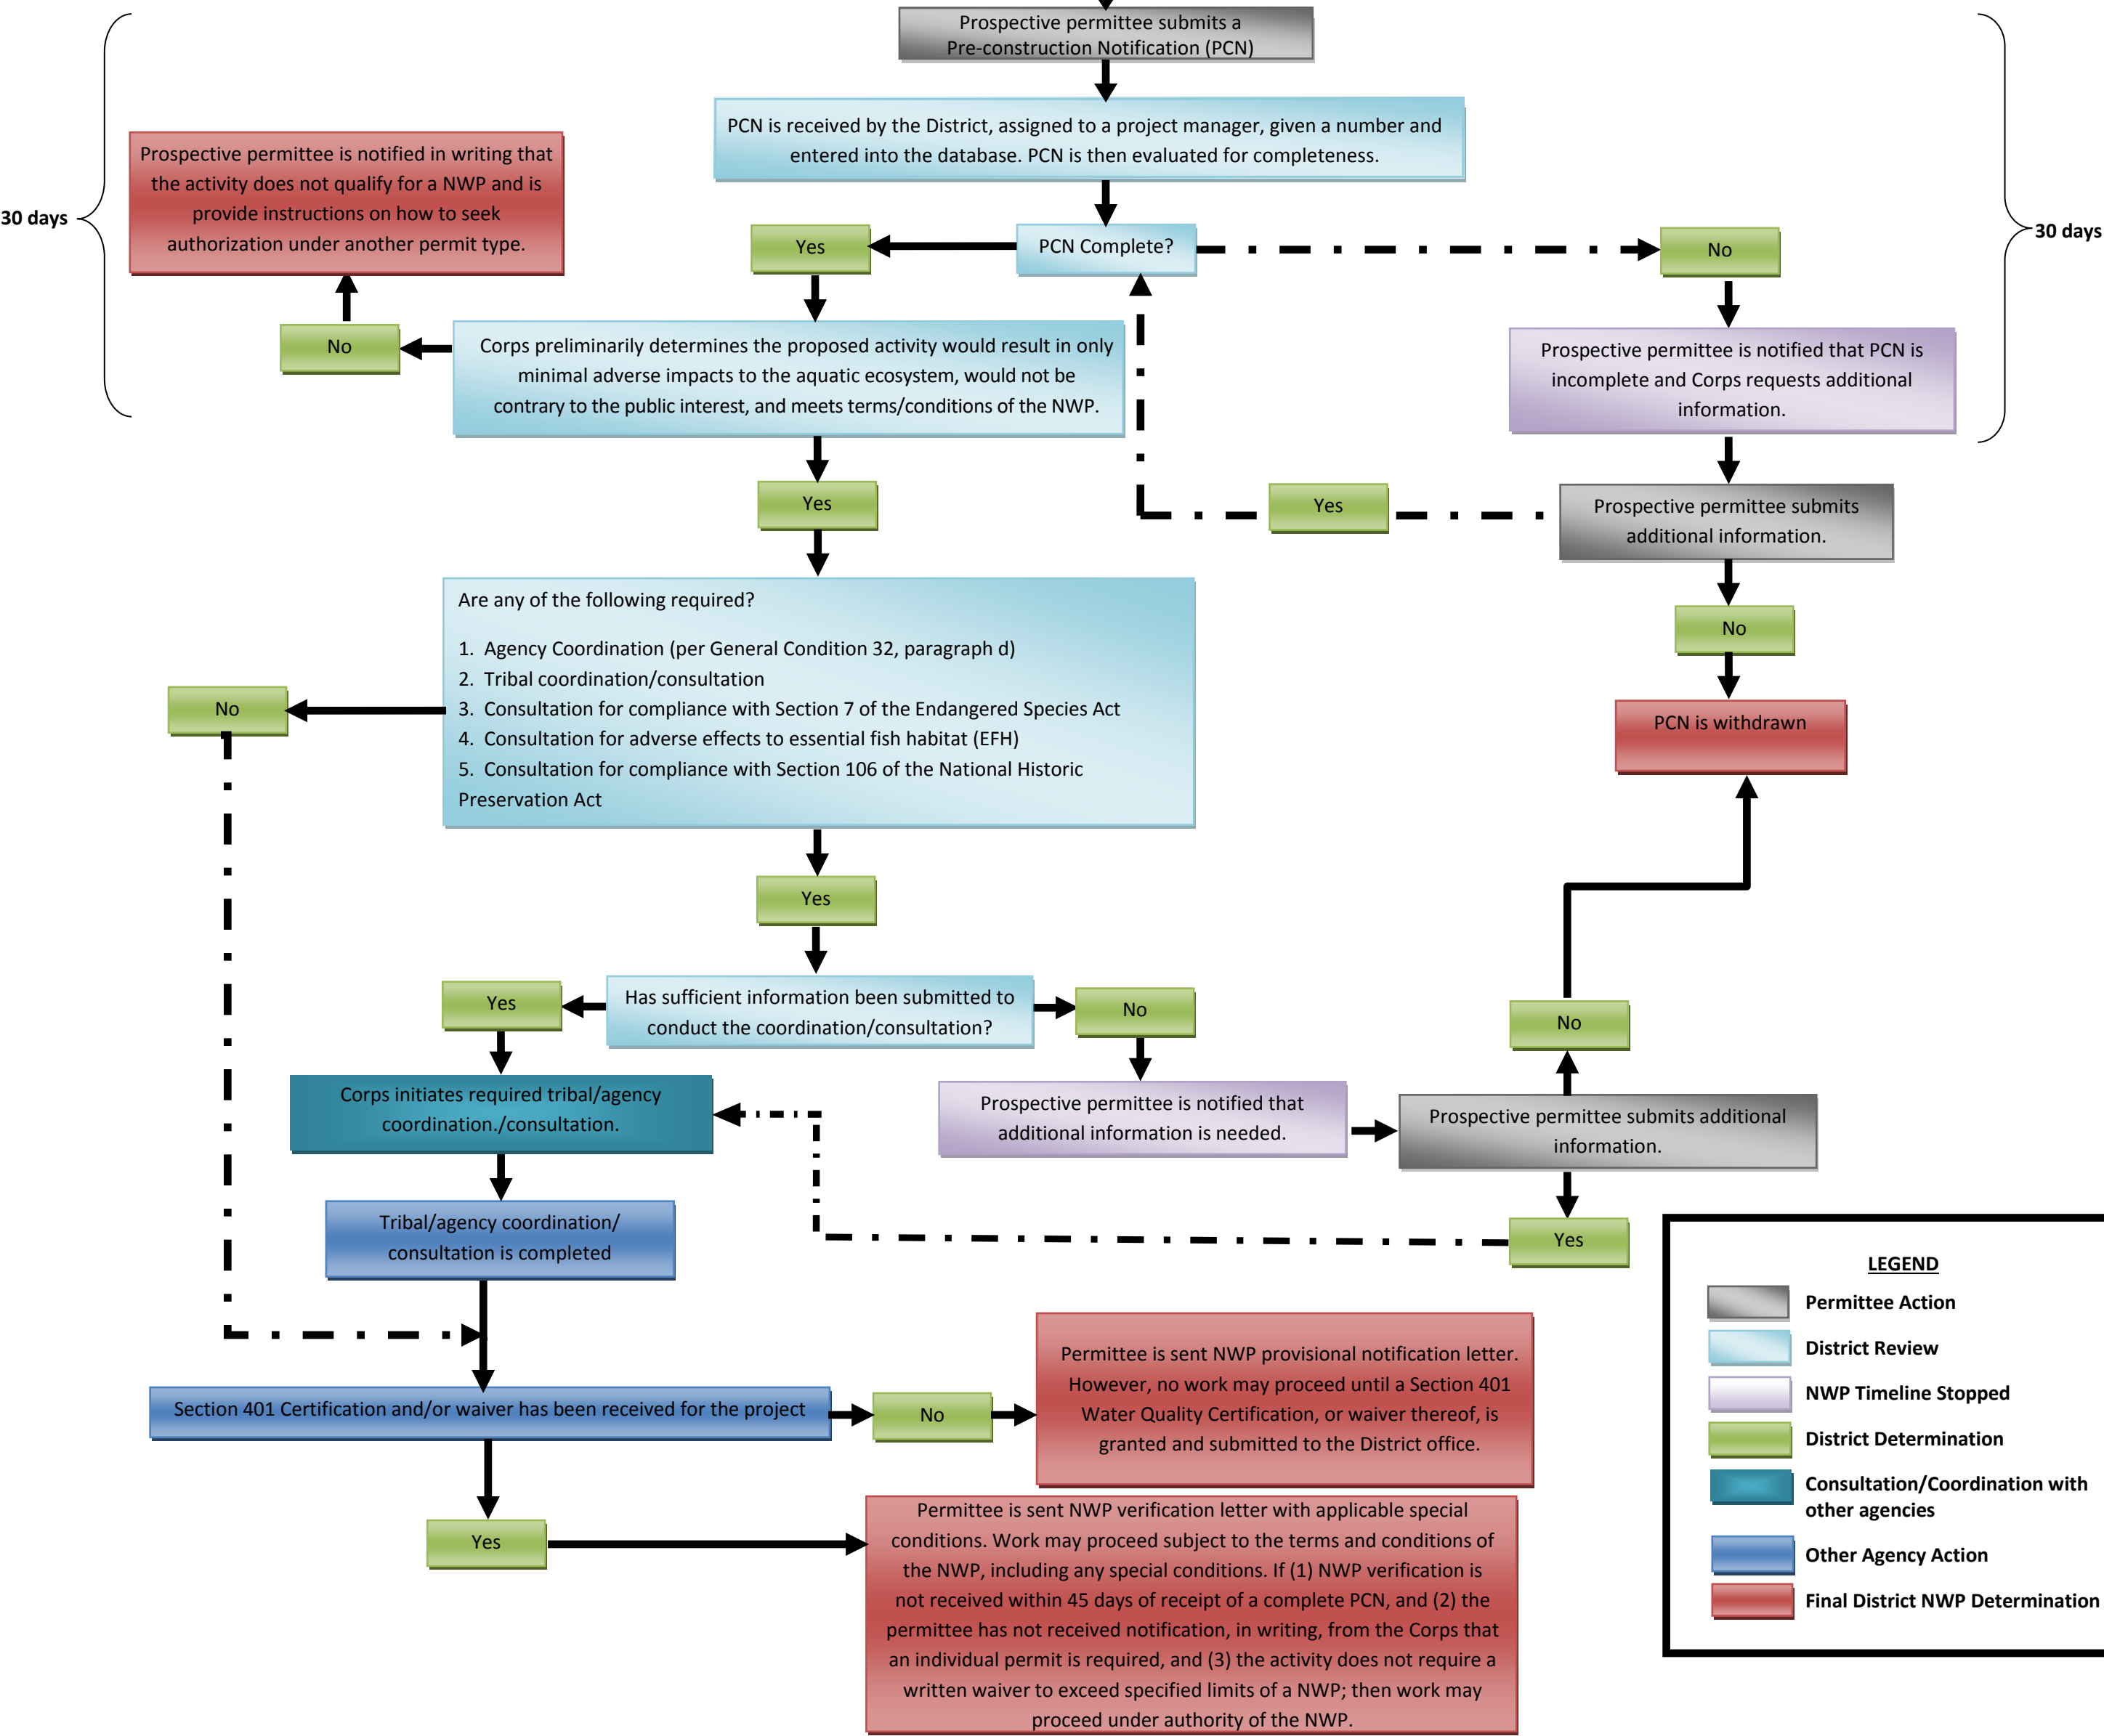 Prospective permittee submits a
Pre-construction Notification (PCN)
PCN is received by the District, assigned to a project manager, given a number and
entered into the database. PCN is then evaluated for completeness.
Prospective permittee is notified in writing that
the activity does not qualify for a NWP and is
provide instructions on how to seek
authorization under another permit type.
30 days
30 days
Yes
PCN Complete?
No
No
Corps preliminarily determines the proposed activity would result in only
minimal adverse impacts to the aquatic ecosystem, would not be
contrary to the public interest, and meets terms/conditions of the NWP.
Prospective permittee is notified that PCN is
incomplete and Corps requests additional
information.
Yes
Yes
Prospective permittee submits
additional information.
Are any of the following required?
1. Agency Coordination (per General Condition 32, paragraph d)
2. Tribal coordination/consultation
3. Consultation for compliance with Section 7 of the Endangered Species Act
4. Consultation for adverse effects to essential fish habitat (EFH)
5. Consultation for compliance with Section 106 of the National Historic
Preservation Act
No
No
PCN is withdrawn
Yes
Yes
Has sufficient information been submitted to
conduct the coordination/consultation?
No
No
Corps initiates required tribal/agency
coordination./consultation.
Prospective permittee is notified that
additional information is needed.
Prospective permittee submits additional
information.
Tribal/agency coordination/
consultation is completed
Yes
Section 401 Certification and/or waiver has been received for the project
No
Permittee is sent NWP provisional notification letter.
However, no work may proceed until a Section 401
Water Quality Certification, or waiver thereof, is
granted and submitted to the District office.
Yes
Permittee is sent NWP verification letter with applicable special
conditions. Work may proceed subject to the terms and conditions of
the NWP, including any special conditions. If (1) NWP verification is
not received within 45 days of receipt of a complete PCN, and (2) the
permittee has not received notification, in writing, from the Corps that
an individual permit is required, and (3) the activity does not require a
written waiver to exceed specified limits of a NWP; then work may
proceed under authority of the NWP.
LEGEND
Permittee Action
District Review
NWP Timeline Stopped
District Determination
Consultation/Coordination with
other agencies
Other Agency Action
Final District NWP Determination